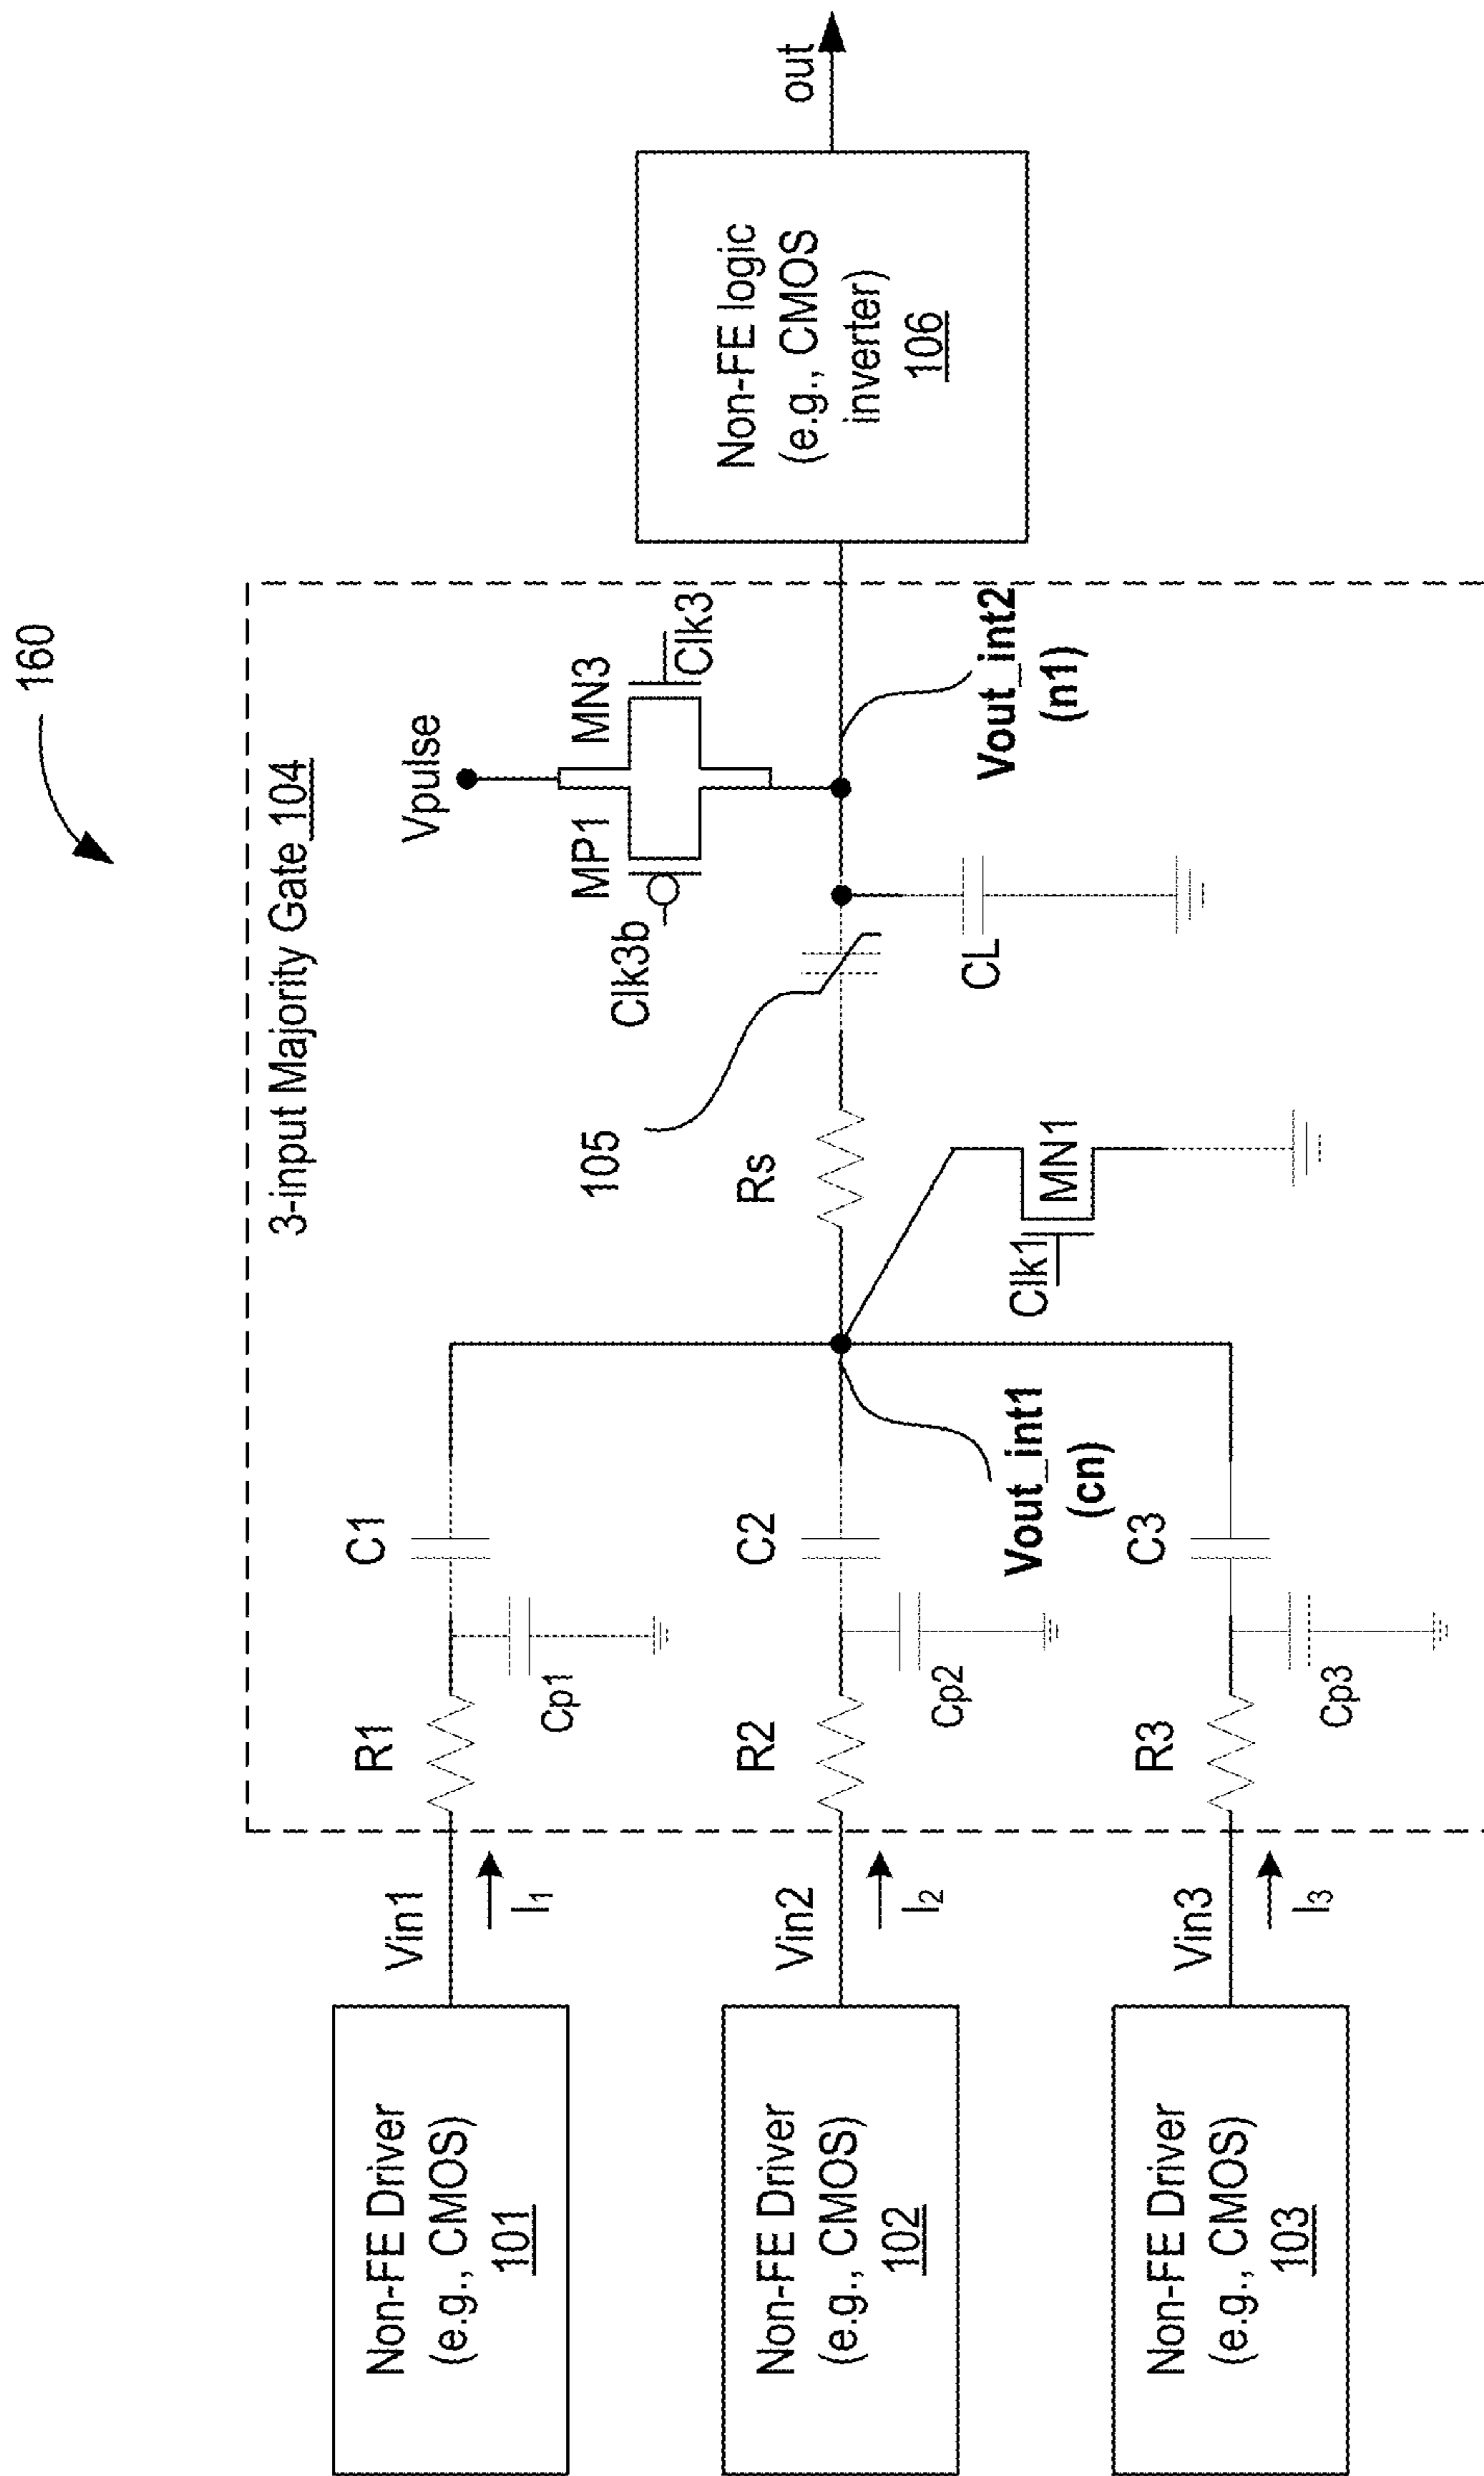 160
3-input Majority Gate 104
Non-FE Driver
(e.g., CMOS)
101
Vin1
I1
R1
Cp1
C1
Non-FE Driver
(e.g., CMOS)
102
Vin2
I2
R2
Cp2
C2
Non-FE Driver
(e.g., CMOS)
103
Vin3
I3
R3
Cp3
C3
Vout_int1
(cn)
Clk1
MN1
Rs
105
CL
Vpulse
Clk3b
MP1
MN3
Clk3
Vout_int2
(n1)
Non-FE logic
(e.g., CMOS
inverter)
106
out